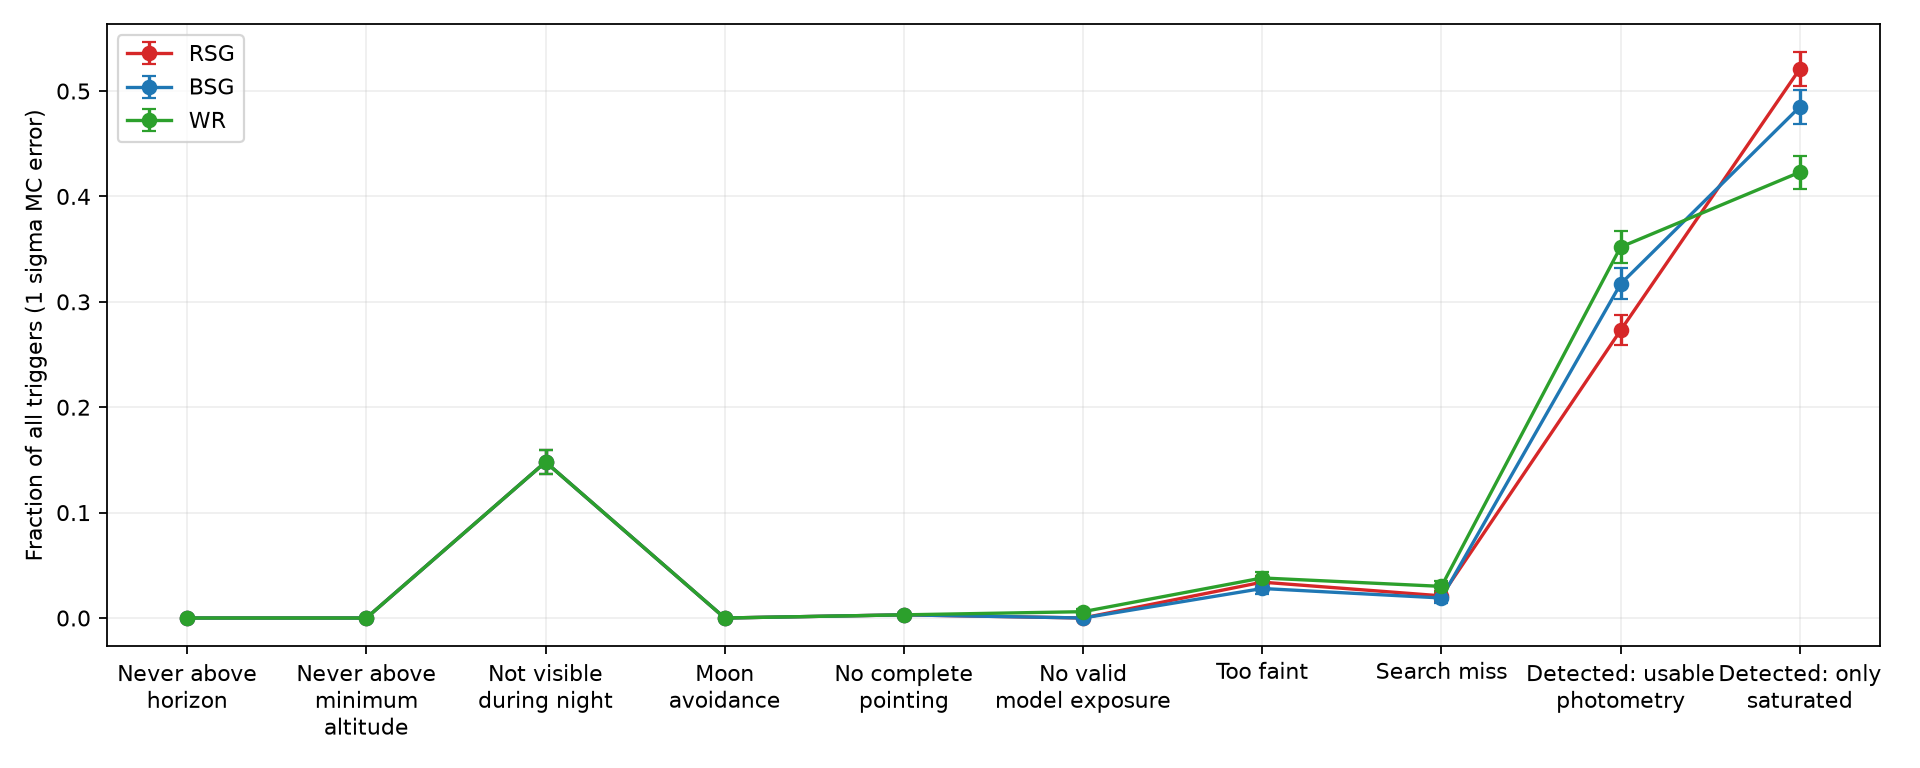 RSG
BSG
WR
Fraction of all triggers (1 sigma MC error)
0.5
0.4
0.3
0.2
0.1
0.0
Never above
horizon
Never above
minimum
altitude
Not visible
during night
Moon
avoidance
No complete
pointing
No valid
model exposure
Too faint
Search miss
Detected: usable
photometry
Detected: only
saturated